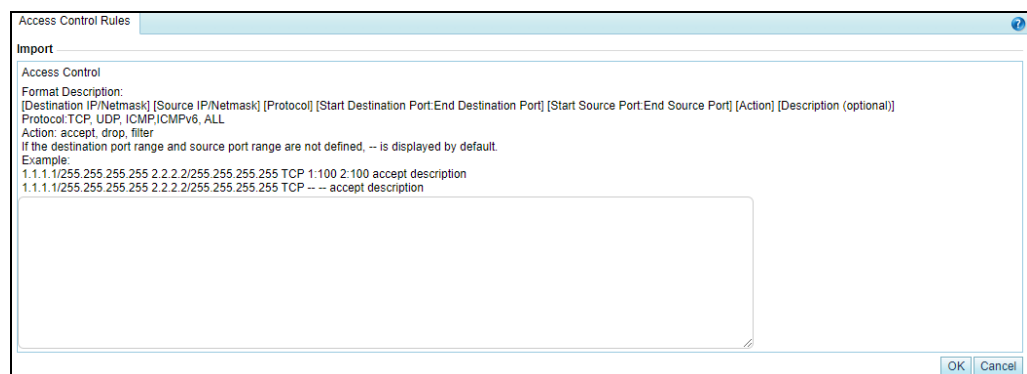 Access Control Rules
Import
Access Control
Format Description:
[Destination IP/Netmask] [Source IP/Netmask] [Protocol] [Start Destination Port:End Destination Port] [Start Source Port:End Source Port] [Action] [Description (optional)]
Protocol:TCP, UDP, ICMP,ICMPv6, ALL
Action: accept, drop, filter
If the destination port range and source port range are not defined, -- is displayed by default.
Example:
1.1.1.1/255.255.255.255 2.2.2.2/255.255.255.255 TCP 1:100 2:100 accept description
1.1.1.1/255.255.255.255 2.2.2.2/255.255.255.255 TCP -- -- accept description
OK Cancel